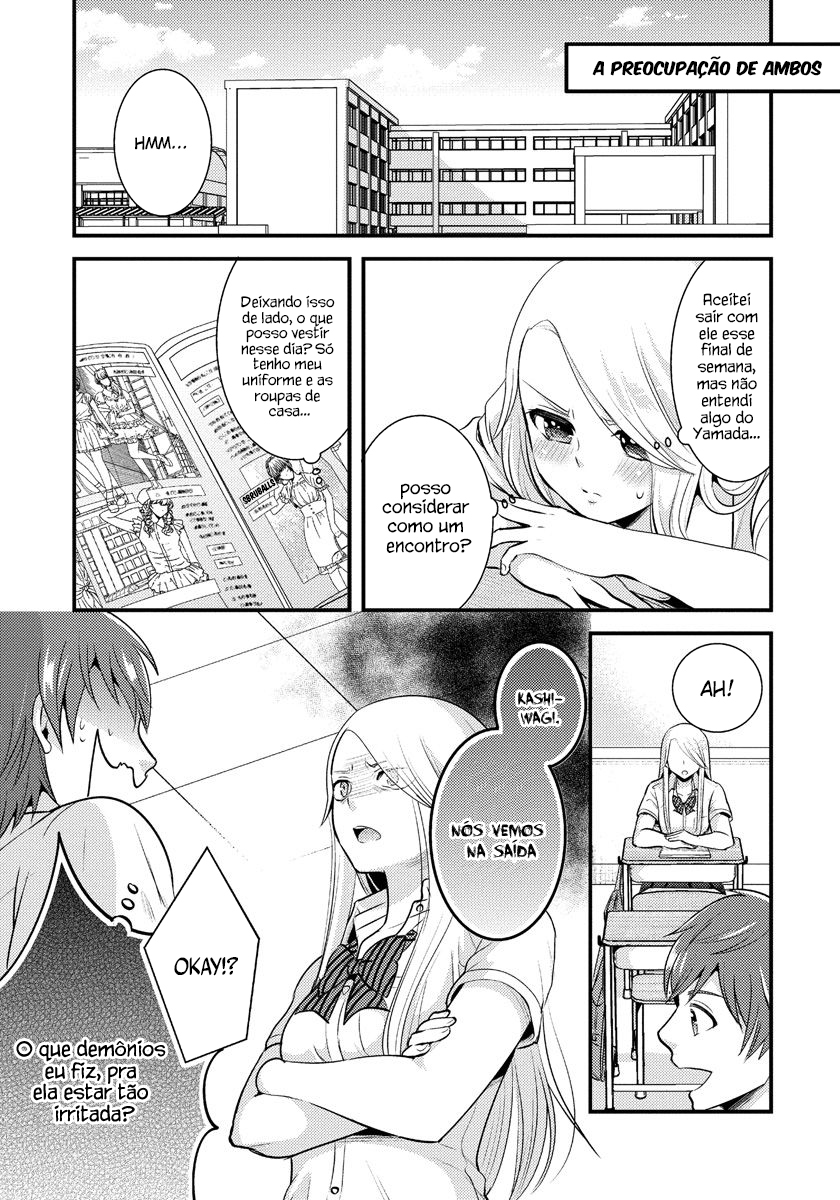 A PREOCUPAÇÃO DE AMBOS
HMM...
Aceitei
sair com
ele esse
final de
semana,
mas não
entendi
algo do
Yamada...
posso
considerar
como um
encontro?
Deixando isso
de lado, o que
posso vestir
nesse dia? Só
tenho meu
uniforme e as
roupas de
casa...
OBRUBALLS
AH!
KASHI-
WAGI.
NÓS VEMOS
NA SAÍDA
OKAY!?
O que demônios
eu fiz, pra
ela estar tão
irritada?